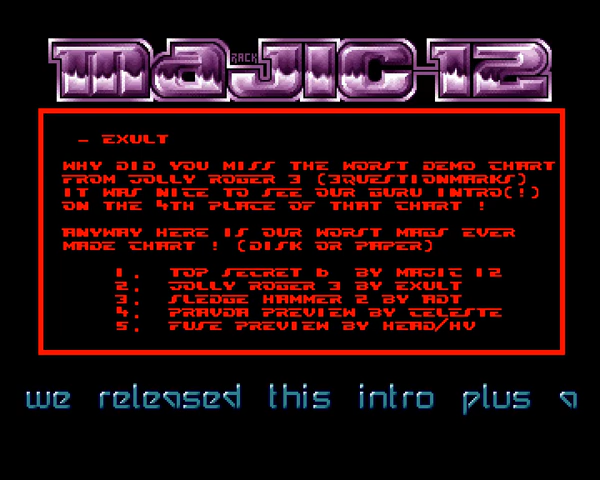 MAJIC-12
RACK
- EXULT
WHY DID YOU MISS THE WORST DEMO CHART
FROM JOLLY ROGER 3 (3QUESTIONMARKS)
IT WAS NICE TO SEE OUR GURU INTRO(!)
ON THE 4TH PLACE OF THAT CHART !
ANYWAY HERE IS OUR WORST MAGS EVER
MADE CHART ! (DISK OR PAPER)
1. TOP SECRET 6 BY MAJIC 12
2. JOLLY ROGER 3 BY EXULT
3. SLEDGE HAMMER 2 BY ADT
4. PRAVDA PREVIEW BY CELESTE
5. FUSE PREVIEW BY HEAD/HV
we released this intro plus a